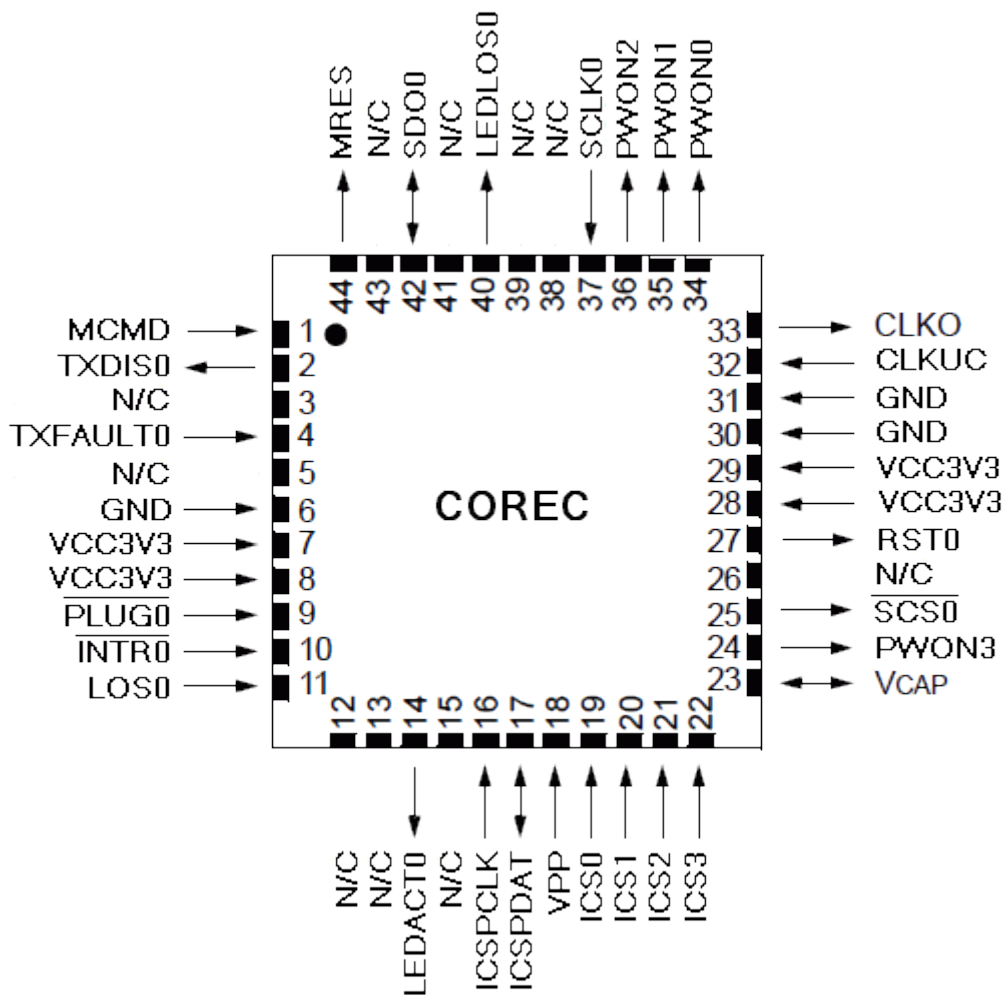 MRES
N/C
SDO0
N/C
LEDLOS0
N/C
N/C
SCLK0
PWON2
PWON1
PWON0
44
43
42
41
40
39
38
37
36
35
34
MCMD 1
TXDIS0 2
N/C 3
TXFAULT0 4
N/C 5
GND 6
VCC3V3 7
VCC3V3 8
PLUG0 9
INTR0 10
LOS0 11
COREC
33 CLKO
32 CLKUC
31 GND
30 GND
29 VCC3V3
28 VCC3V3
27 RST0
26 N/C
25 SCS0
24 PWON3
23 VCAP
12
13
14
15
16
17
18
19
20
21
22
N/C
N/C
LEDACT0
N/C
ICSPCLK
ICSPDAT
VPP
ICS0
ICS1
ICS2
ICS3